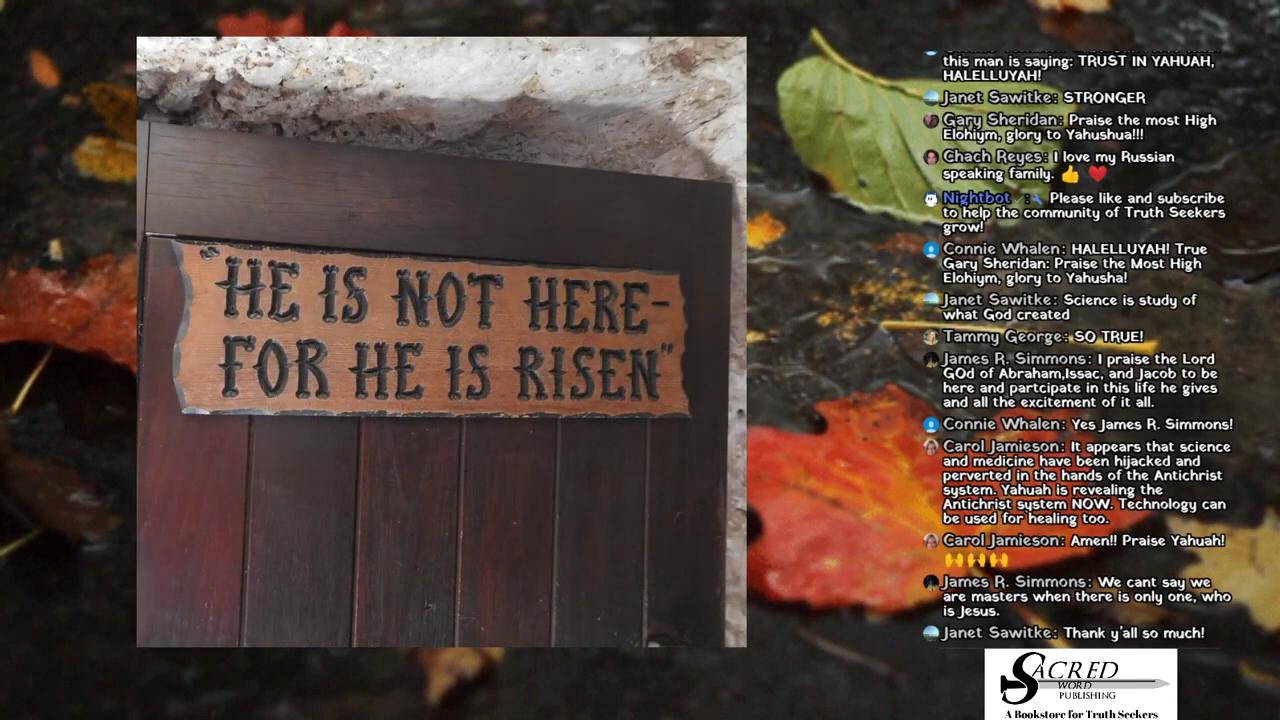 "HE IS NOT HERE-
FOR HE IS RISEN"
this man is saying: TRUST IN YAHUAH,
HALELLUYAH!
Janet Sawitke: STRONGER
Gary Sheridan: Praise the most High
Elohiym, glory to Yahushua!!!
Chach Reyes: I love my Russian
speaking family. 👍 ❤️
Nightbot 🔧: Please like and subscribe
to help the community of Truth Seekers
grow!
Connie Whalen: HALELLUYAH! True
Gary Sheridan: Praise the Most High
Elohiym, glory to Yahusha!
Janet Sawitke: Science is study of
what God created
Tammy George: SO TRUE!
James R. Simmons: I praise the Lord
GOd of Abraham,Issac, and Jacob to be
here and partcipate in this life he gives
and all the excitement of it all.
Connie Whalen: Yes James R. Simmons!
Carol Jamieson: It appears that science
and medicine have been hijacked and
perverted in the hands of the Antichrist
system. Yahuah is revealing the
Antichrist system NOW. Technology can
be used for healing too.
Carol Jamieson: Amen!! Praise Yahuah!
🙌🙌🙌
James R. Simmons: We cant say we
are masters when there is only one, who
is Jesus.
Janet Sawitke: Thank y'all so much!
SACRED
WORD
PUBLISHING
A Bookstore for Truth Seekers